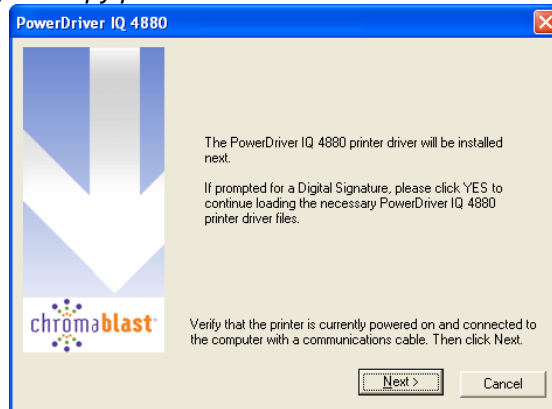 PowerDriver IQ 4880
The PowerDriver IQ 4880 printer driver will be installed
next.
If prompted for a Digital Signature, please click YES to
continue loading the necessary PowerDriver IQ 4880
printer driver files.
chromablast
Verify that the printer is currently powered on and connected to
the computer with a communications cable. Then click Next.
Next >
Cancel